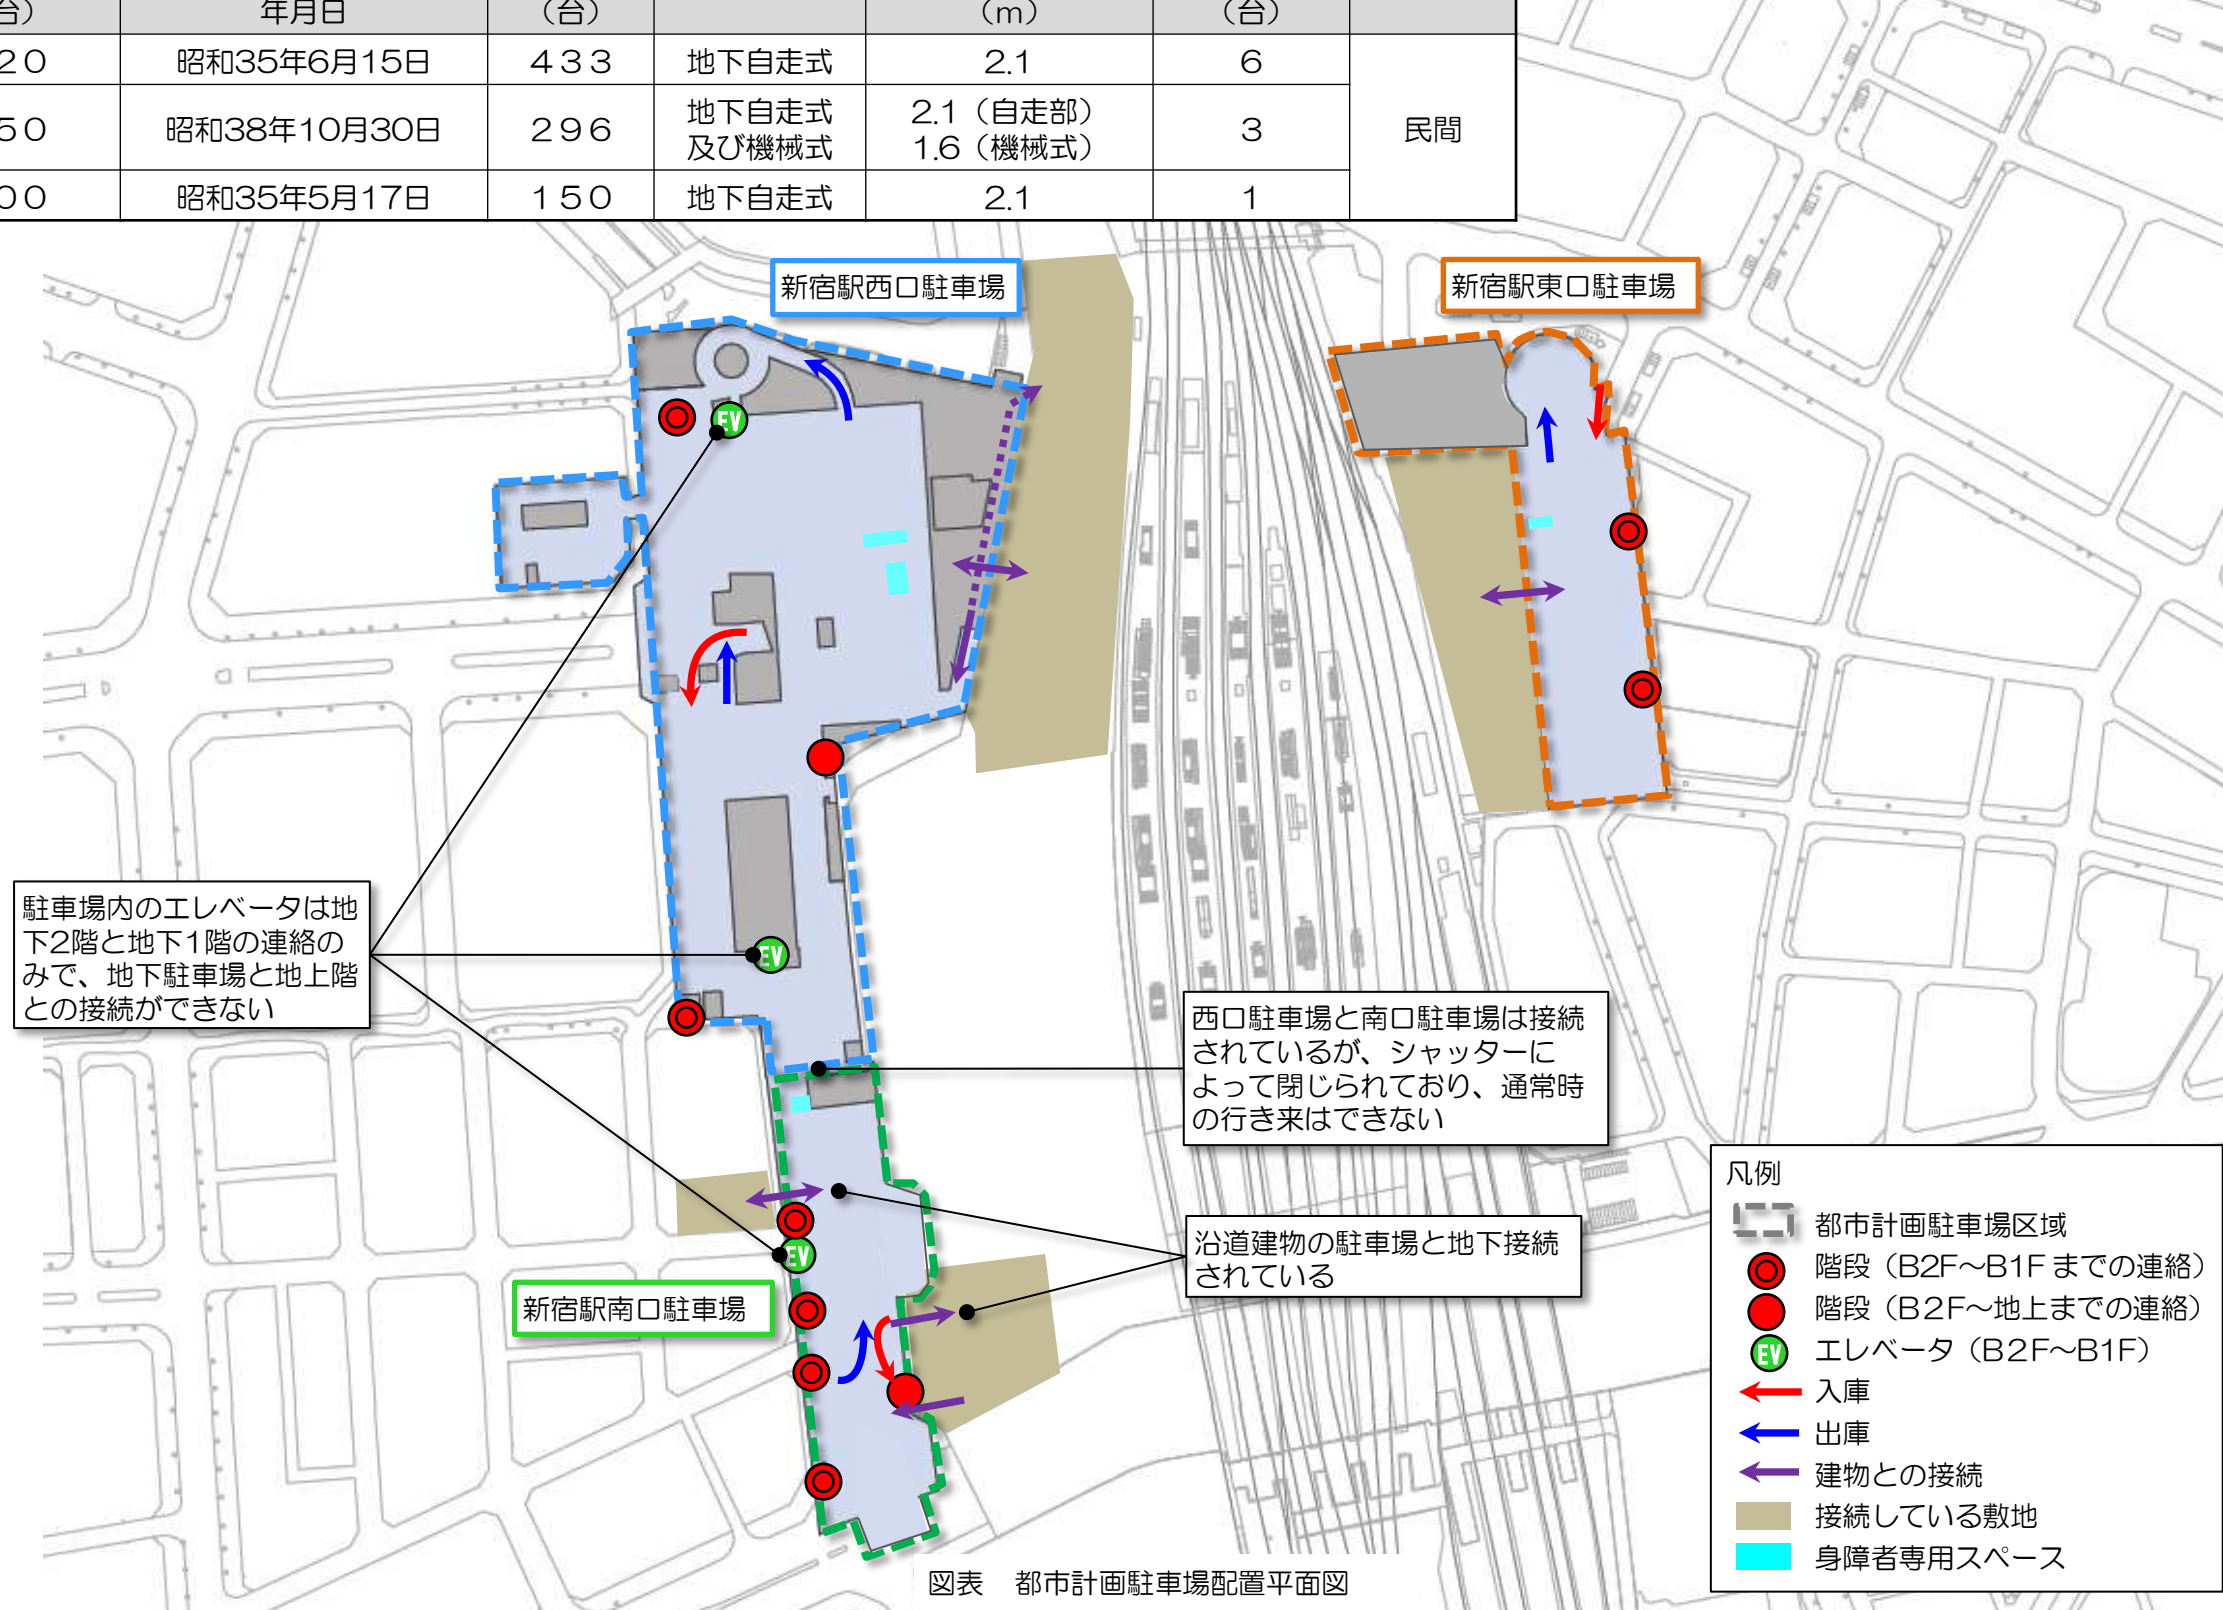 台） 年月日 （台） （m） （台）
２０ 昭和35年6月15日 ４３３ 地下自走式 2.1 6
５０ 昭和38年10月30日 ２９６ 地下自走式 及び機械式 2.1（自走部） 1.6（機械式） 3 民間
００ 昭和35年5月17日 １５０ 地下自走式 2.1 1
新宿駅西口駐車場
新宿駅東口駐車場
EV
駐車場内のエレベータは地
下2階と地下1階の連絡の
みで、地下駐車場と地上階
との接続ができない
EV
西口駐車場と南口駐車場は接続
されているが、シャッターに
よって閉じられており、通常時
の行き来はできない
EV
沿道建物の駐車場と地下接続
されている
新宿駅南口駐車場
凡例
都市計画駐車場区域
階段（B2F～B1F までの連絡）
階段（B２F～地上までの連絡）
EV エレベータ（B２F～B1F）
入庫
出庫
建物との接続
接続している敷地
身障者専用スペース
図表　都市計画駐車場配置平面図